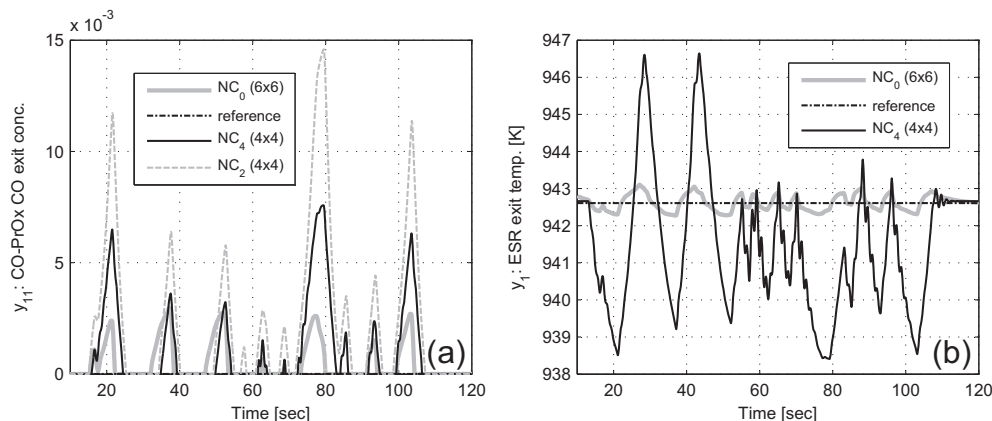 x 10⁻³
15
10
5
0
20 40 60 80 100 120
Time [sec]
y₁₁: CO-PrOx CO exit conc.
NC₀ (6x6)
reference
NC₄ (4x4)
NC₂ (4x4)
(a)
947
946
945
944
943
942
941
940
939
938
20 40 60 80 100 120
Time [sec]
y₁: ESR exit temp. [K]
NC₀ (6x6)
reference
NC₄ (4x4)
(b)